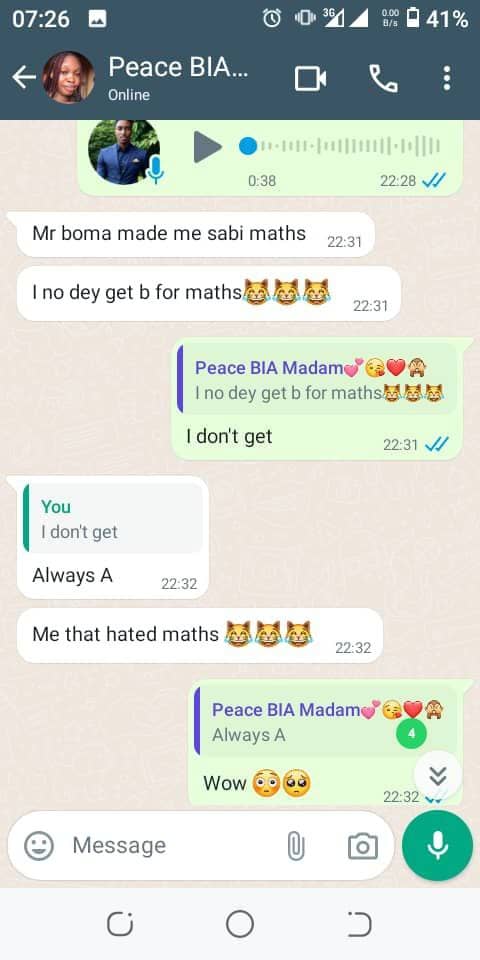 07:26
3G
0.00
B/s
41%
Peace BIA...
Online
0:38
22:28
Mr boma made me sabi maths
22:31
I no dey get b for maths😹😹😹
22:31
Peace BIA Madam💕😘❤️🙈
I no dey get b for maths😹😹😹
I don't get
22:31
You
I don't get
Always A
22:32
Me that hated maths 😹😹😹
22:32
Peace BIA Madam💕😘❤️🙈
Always A
4
Wow 😳🥺
22:32
Message